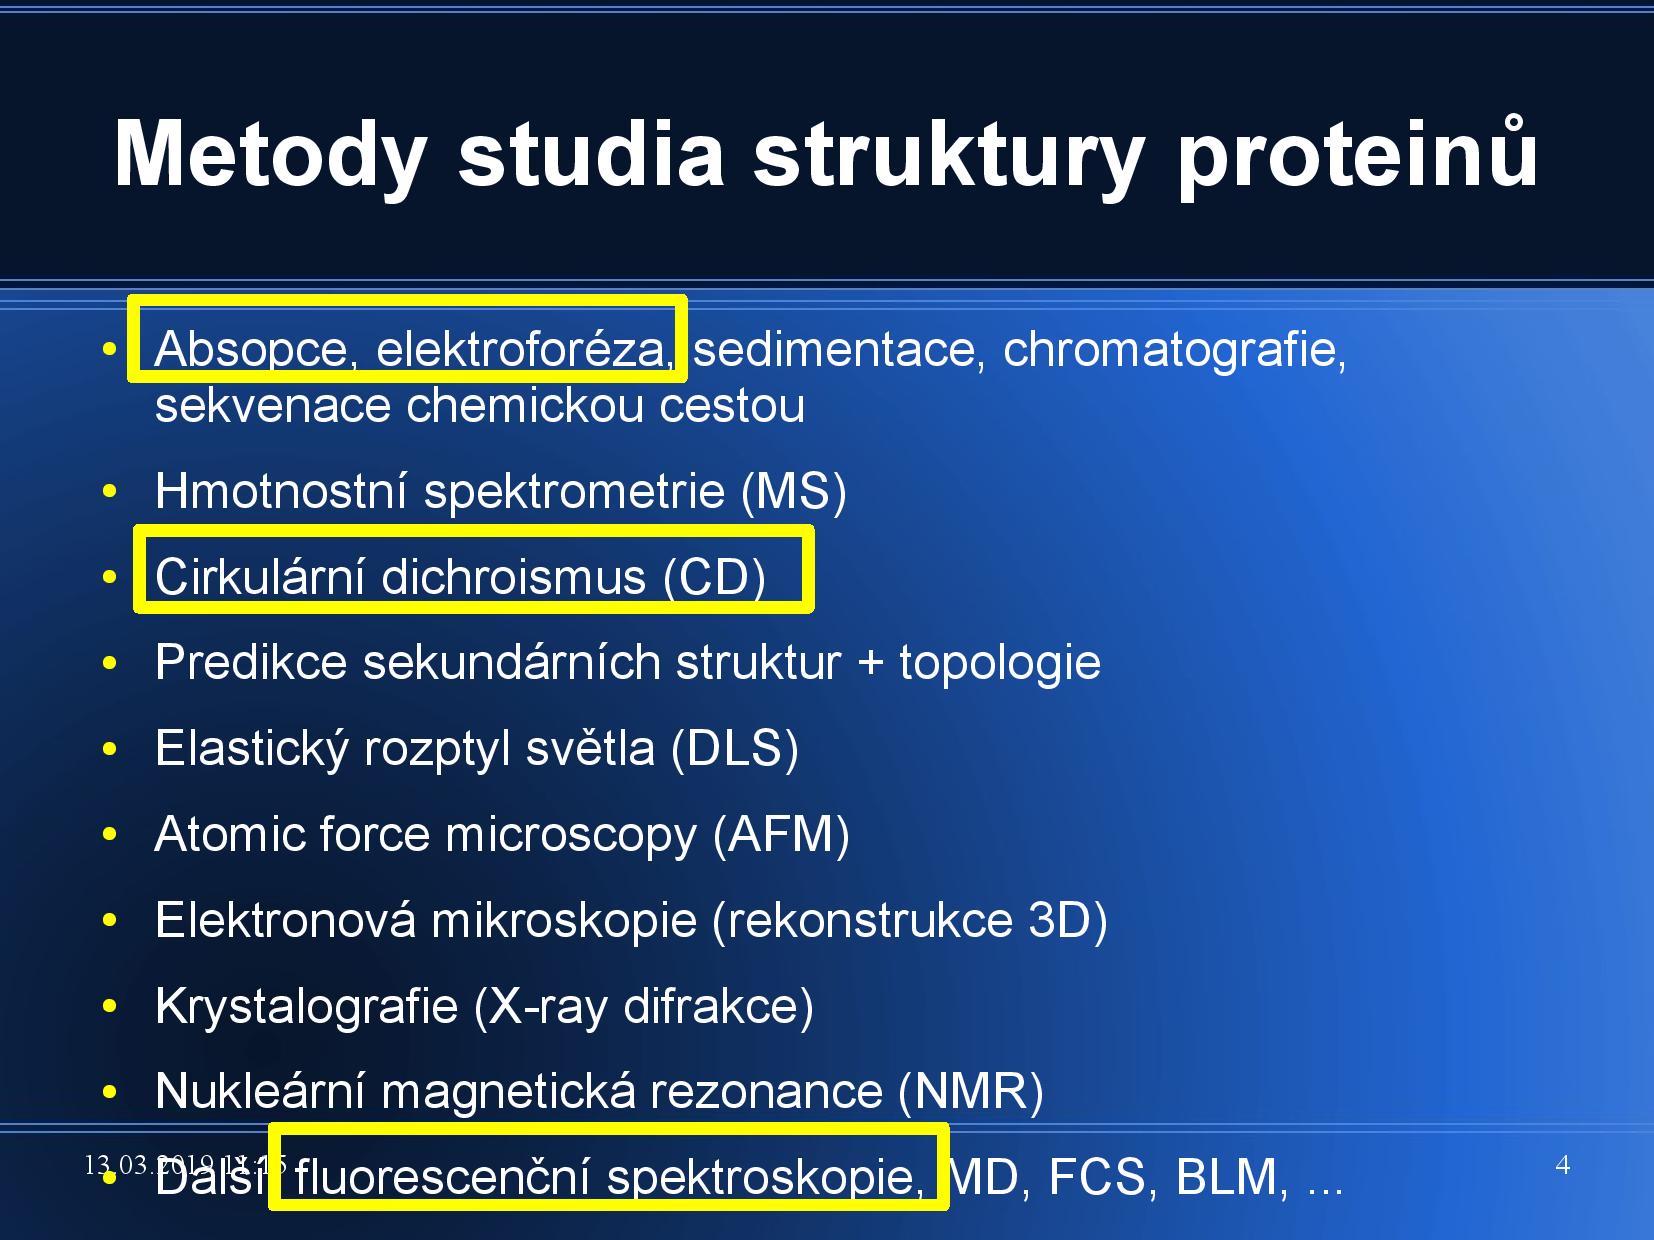 Metody studia struktury proteinů
• Absopce, elektroforéza, sedimentace, chromatografie,
sekvenace chemickou cestou
• Hmotnostní spektrometrie (MS)
• Cirkulární dichroismus (CD)
• Predikce sekundárních struktur + topologie
• Elastický rozptyl světla (DLS)
• Atomic force microscopy (AFM)
• Elektronová mikroskopie (rekonstrukce 3D)
• Krystalografie (X-ray difrakce)
• Nukleární magnetická rezonance (NMR)
• Další fluorescenční spektroskopie, MD, FCS, BLM, ...
13.03.2019 11:15
4